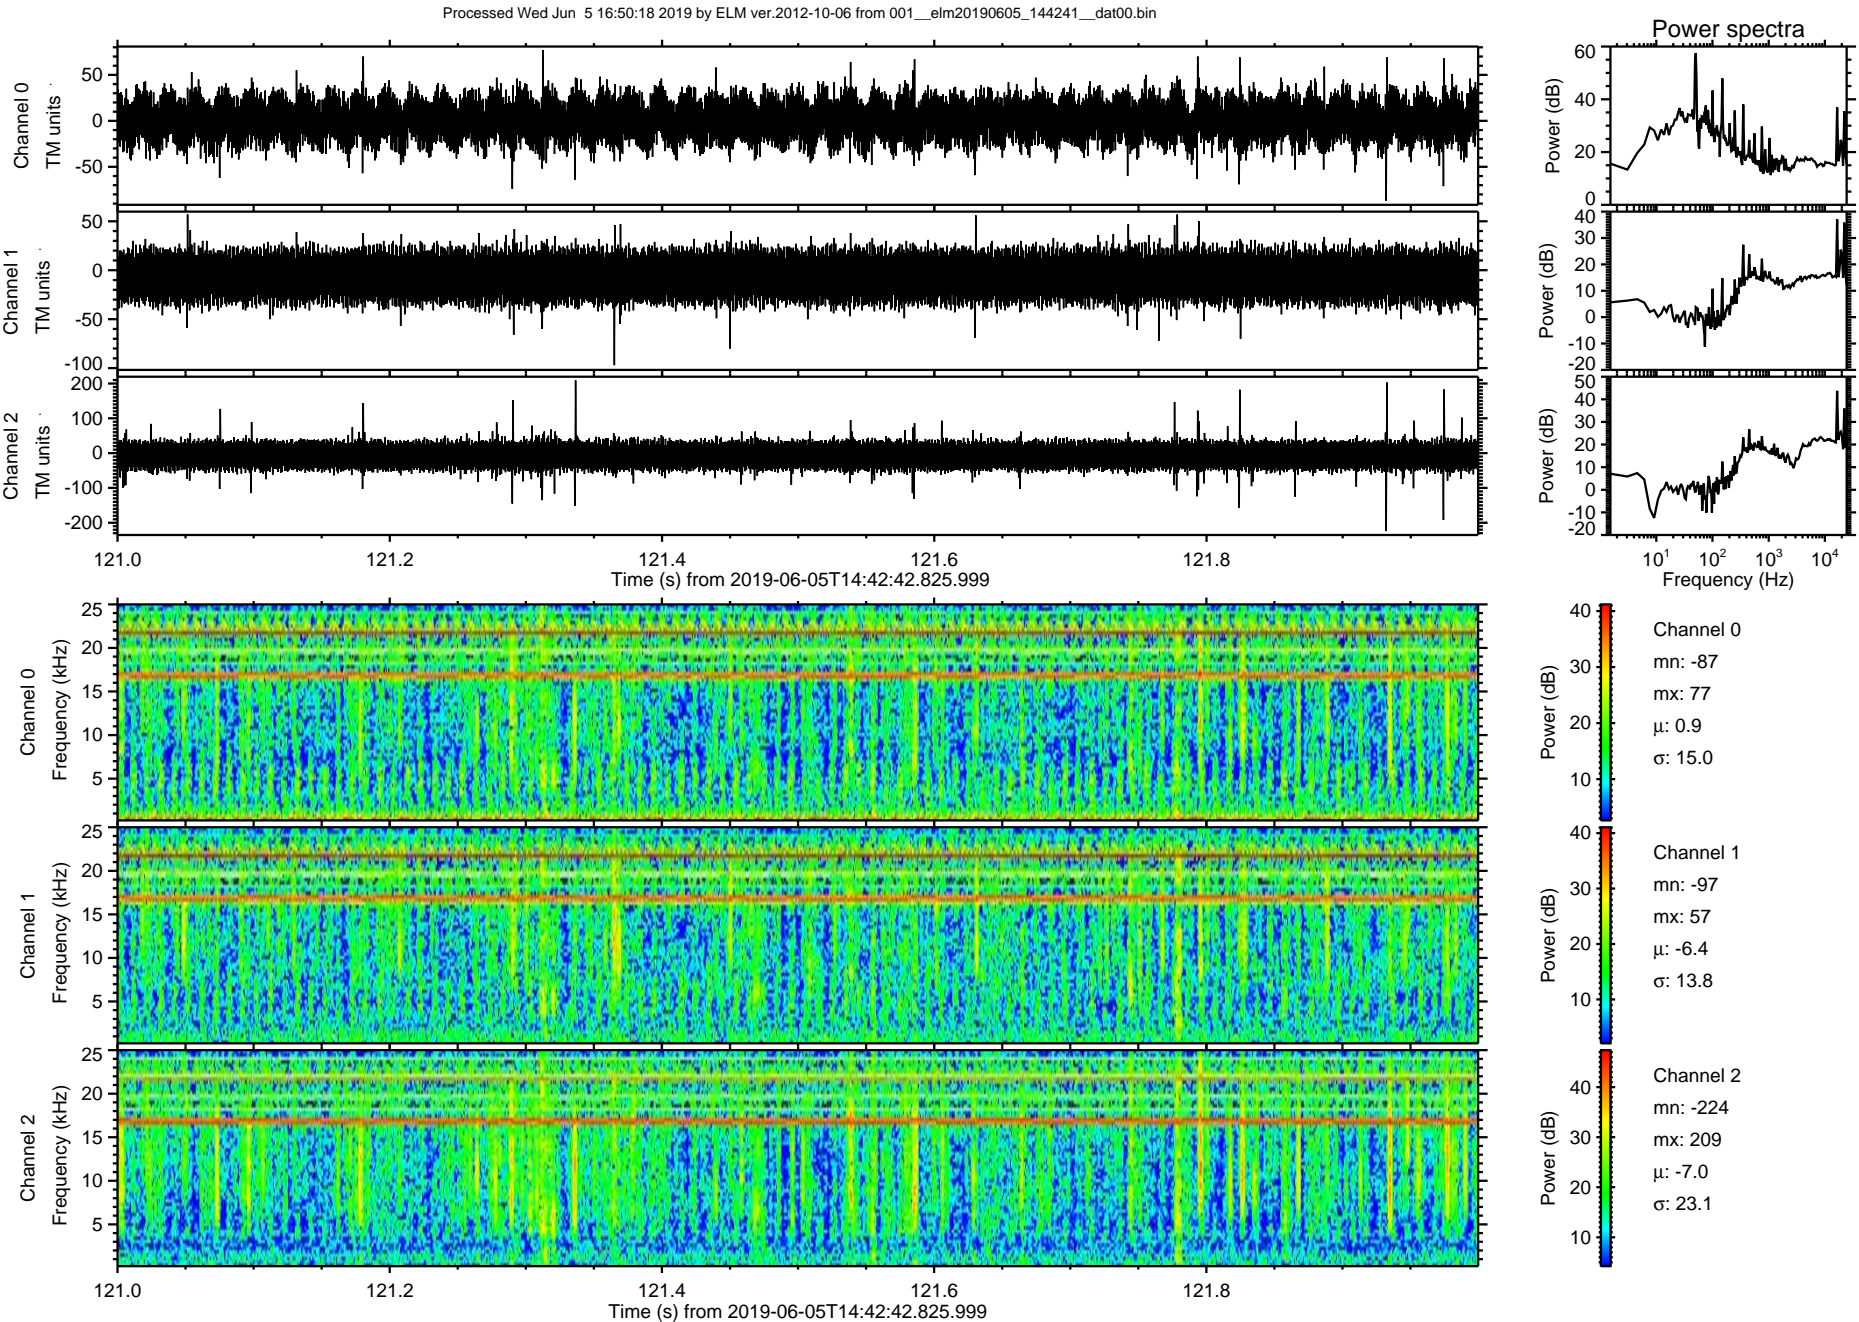 Processed Wed Jun  5 16:50:18 2019 by ELM ver.2012-10-06 from 001__elm20190605_144241__dat00.bin
Power spectra
Channel 0
TM units
50
0
-50
Power (dB)
60
40
20
0
Channel 1
TM units
50
0
-50
-100
Power (dB)
40
30
20
10
0
-10
-20
Channel 2
TM units
200
100
0
-100
-200
Power (dB)
50
40
30
20
10
0
-10
-20
121.0 121.2 121.4 121.6 121.8
Time (s) from 2019-06-05T14:42:42.825.999
10^1 10^2 10^3 10^4
Frequency (Hz)
Channel 0
Frequency (kHz)
25
20
15
10
5
Power (dB)
40
30
20
10
Channel 0
mn: -87
mx: 77
μ: 0.9
σ: 15.0
Channel 1
Frequency (kHz)
25
20
15
10
5
Power (dB)
40
30
20
10
Channel 1
mn: -97
mx: 57
μ: -6.4
σ: 13.8
Channel 2
Frequency (kHz)
25
20
15
10
5
Power (dB)
40
30
20
10
Channel 2
mn: -224
mx: 209
μ: -7.0
σ: 23.1
121.0 121.2 121.4 121.6 121.8
Time (s) from 2019-06-05T14:42:42.825.999